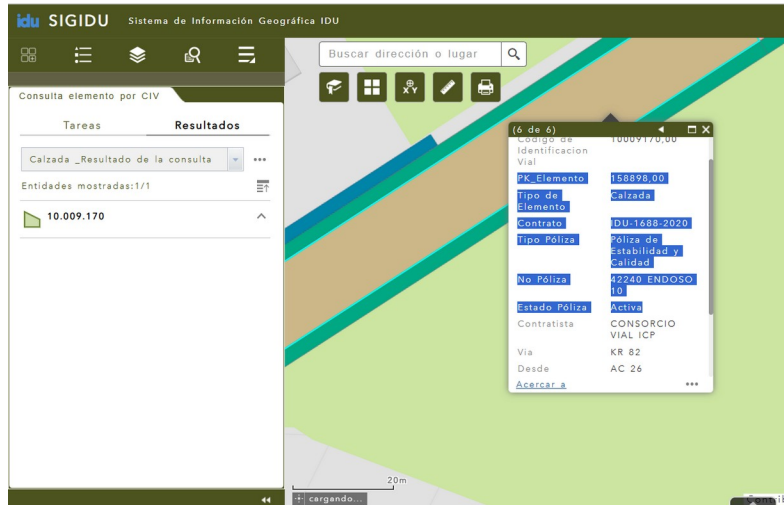 idu SIGIDU Sistema de Información Geográfica IDU
Buscar dirección o lugar
Consulta elemento por CIV
Tareas Resultados
Calzada _Resultado de la consulta
Entidades mostradas:1/1
10.009.170
(6 de 6)
Codigo de Identificacion Vial 10009170,00
PK_Elemento 158898,00
Tipo de Elemento Calzada
Contrato IDU-1688-2020
Tipo Póliza Póliza de Estabilidad y Calidad
No Póliza 42240 ENDOSO 10
Estado Póliza Activa
Contratista CONSORCIO VIAL ICP
Via KR 82
Desde AC 26
Acercar a
20m
cargando...